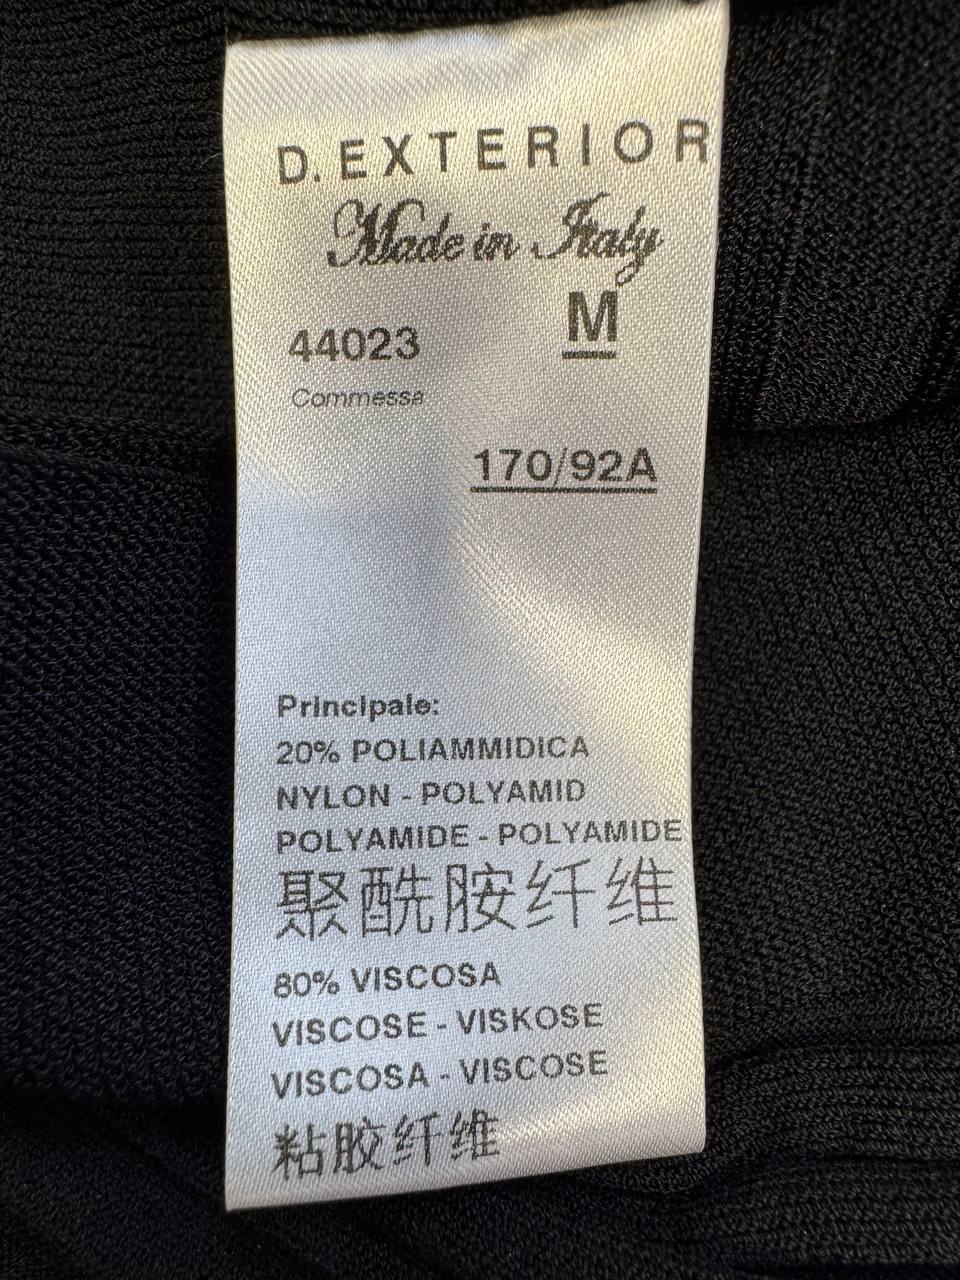 D.EXTERIOR
Made in Italy
M
44023
Commessa
170/92A
Principale:
20% POLIAMMIDICA
NYLON - POLYAMID
POLYAMIDE - POLYAMIDE
聚酰胺纤维
80% VISCOSA
VISCOSE - VISKOSE
VISCOSA - VISCOSE
粘胶纤维